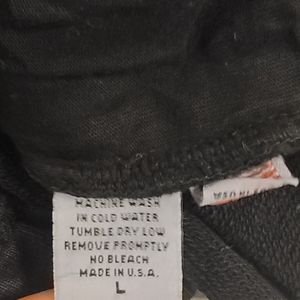 MACHINE WASH
IN COLD WATER
TUMBLE DRY LOW
REMOVE PROMPTLY
NO BLEACH
MADE IN U.S.A.
L